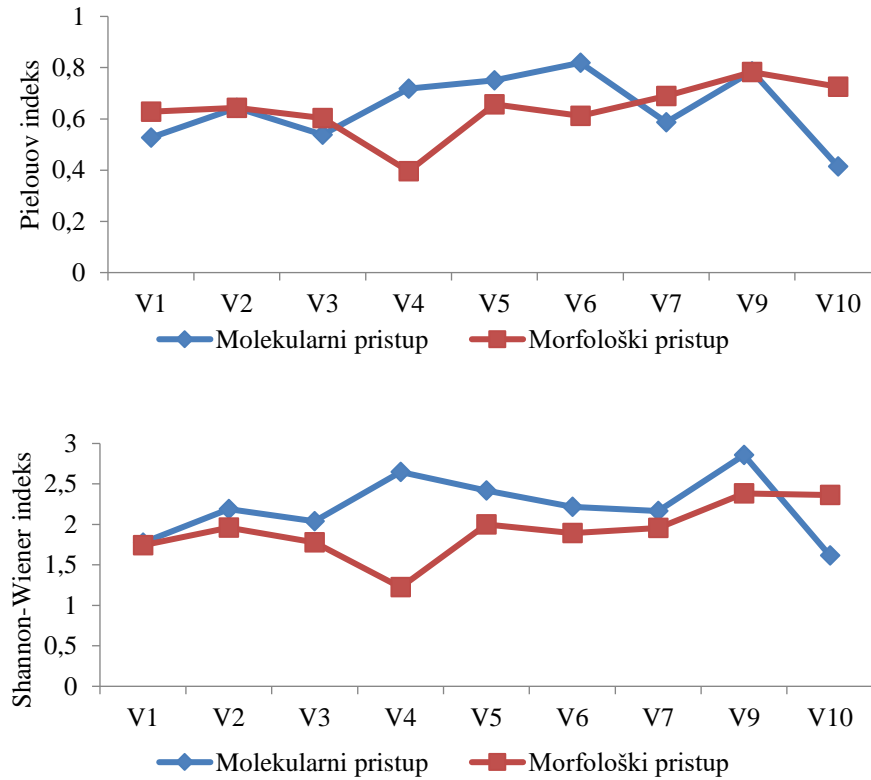 1
0,8
0,6
0,4
0,2
0
Pielouov indeks
V1 V2 V3 V4 V5 V6 V7 V9 V10
Molekularni pristup Morfološki pristup
3
2,5
2
1,5
1
0,5
0
Shannon-Wiener indeks
V1 V2 V3 V4 V5 V6 V7 V9 V10
Molekularni pristup Morfološki pristup